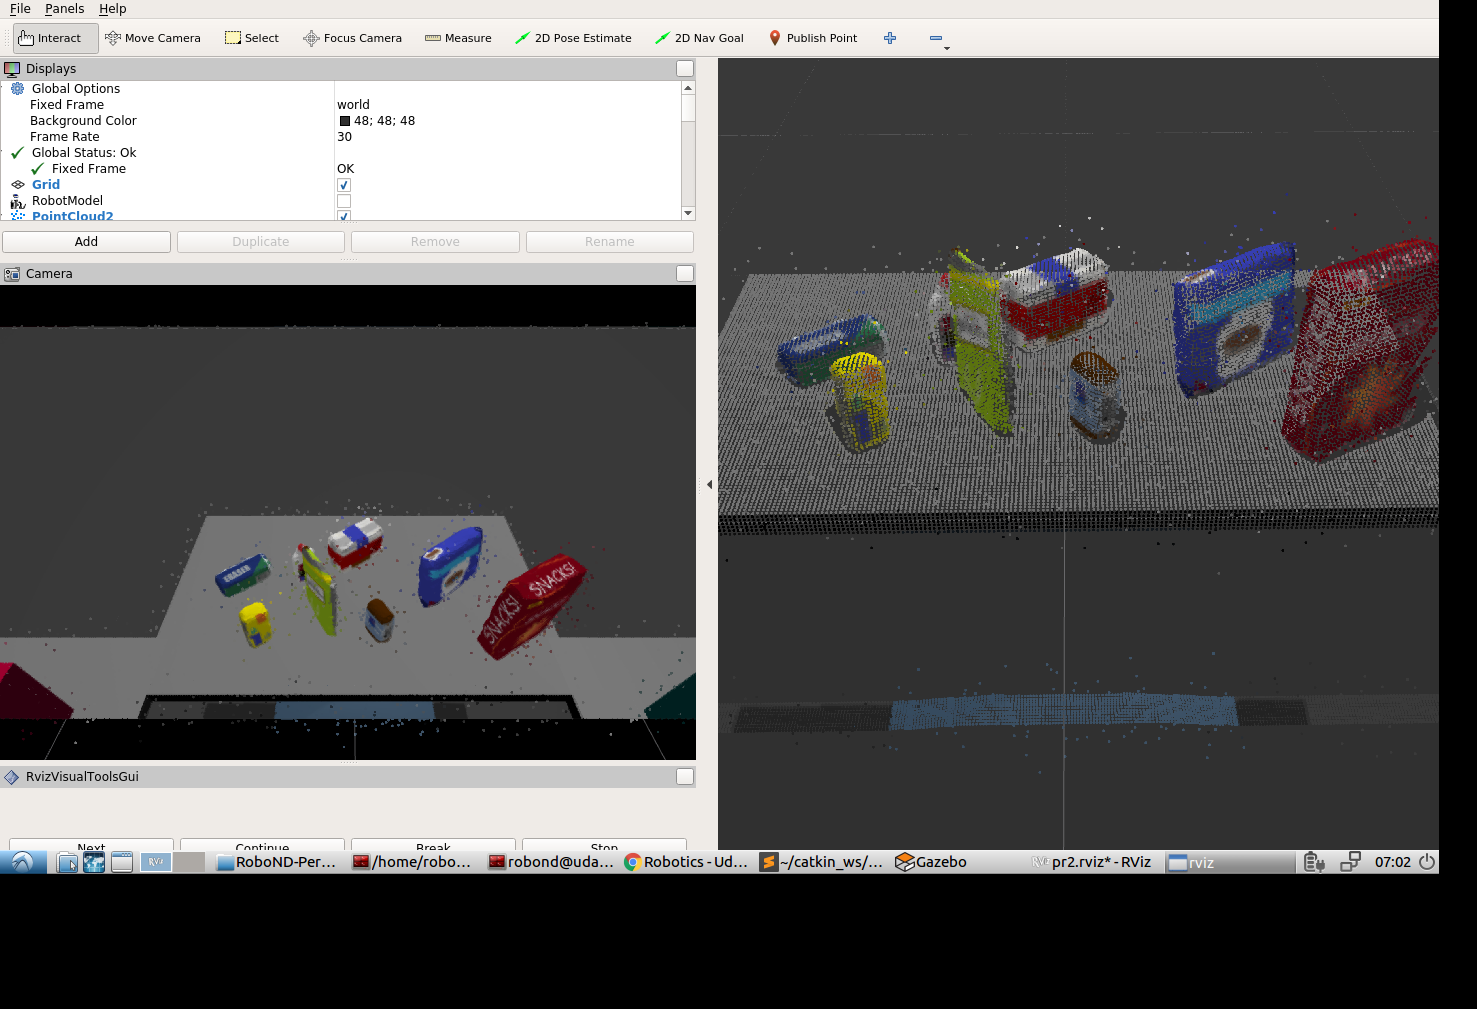 File Panels Help
Interact Move Camera Select Focus Camera Measure 2D Pose Estimate 2D Nav Goal Publish Point
Displays
Global Options
Fixed Frame world
Background Color 48; 48; 48
Frame Rate 30
Global Status: Ok
Fixed Frame OK
Grid
RobotModel
PointCloud2
Add Duplicate Remove Rename
Camera
ERASER
SNACKS!
SNACKS!
RvizVisualToolsGui
Next Continue Break Stop
RViz RoboND-Per... /home/robo... robond@uda... Robotics - Ud... ~/catkin_ws/... Gazebo RViz pr2.rviz* - RViz rviz 07:02